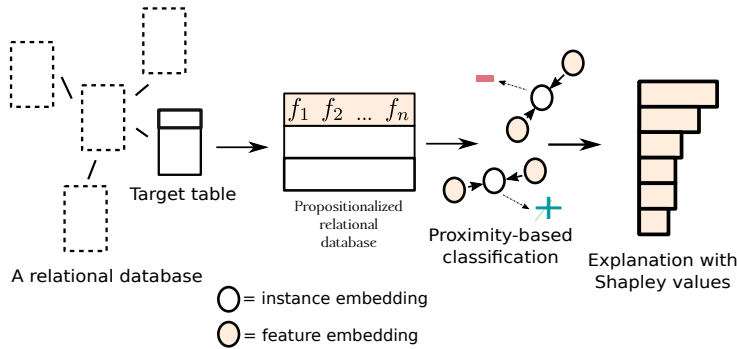 f1 f2 ... fn
Target table
A relational database
Propositionalized
relational
database
Proximity-based
classification
Explanation with
Shapley values
= instance embedding
= feature embedding